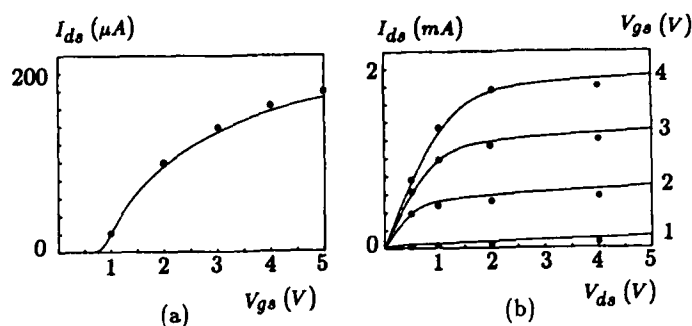 I_ds (μA)
200
0
1 2 3 4 5
V_gs (V)
(a)
I_ds (mA)
V_gs (V)
2
4
3
2
1
0
1 2 3 4 5
V_ds (V)
(b)